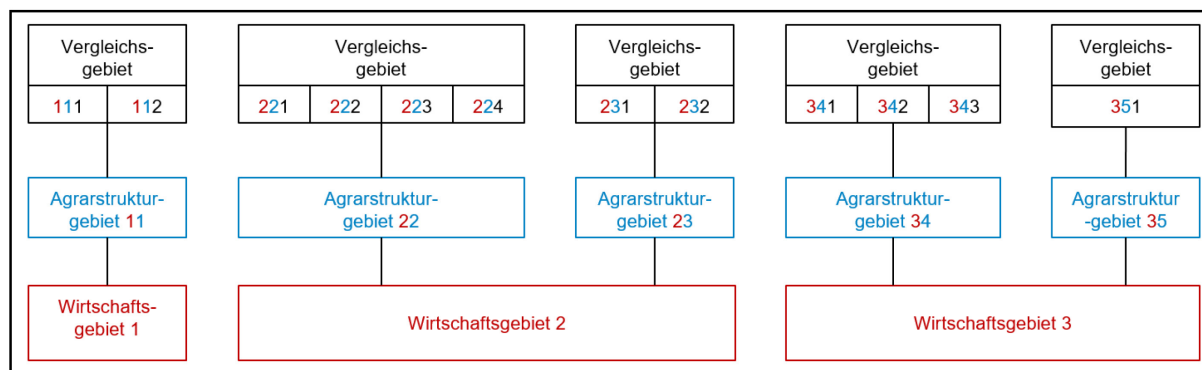 Vergleichs-
gebiet
111 112
Vergleichs-
gebiet
221 222 223 224
Vergleichs-
gebiet
231 232
Vergleichs-
gebiet
341 342 343
Vergleichs-
gebiet
351
Agrarstruktur-
gebiet 11
Agrarstruktur-
gebiet 22
Agrarstruktur-
gebiet 23
Agrarstruktur-
gebiet 34
Agrarstruktur
-gebiet 35
Wirtschafts-
gebiet 1
Wirtschaftsgebiet 2
Wirtschaftsgebiet 3